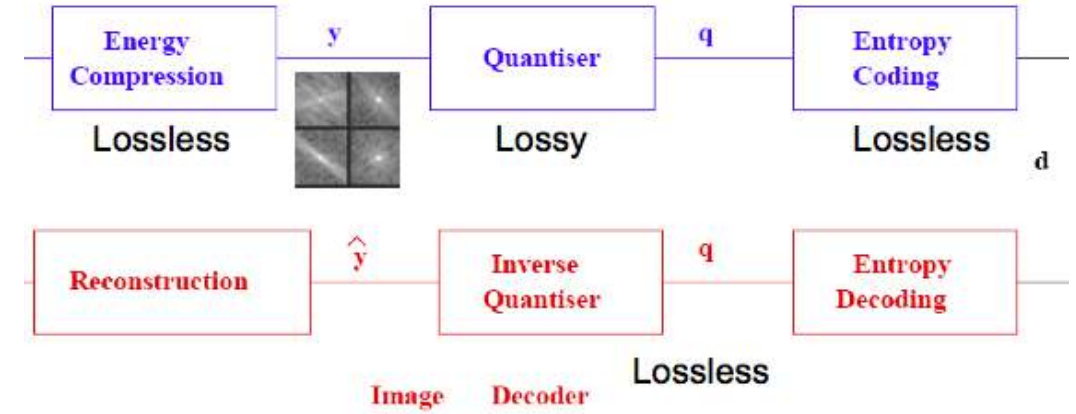 Energy
Compression
y
Quantiser
q
Entropy
Coding
Lossless
Lossy
Lossless
d
Reconstruction
ŷ
Inverse
Quantiser
q
Entropy
Decoding
Lossless
Image Decoder